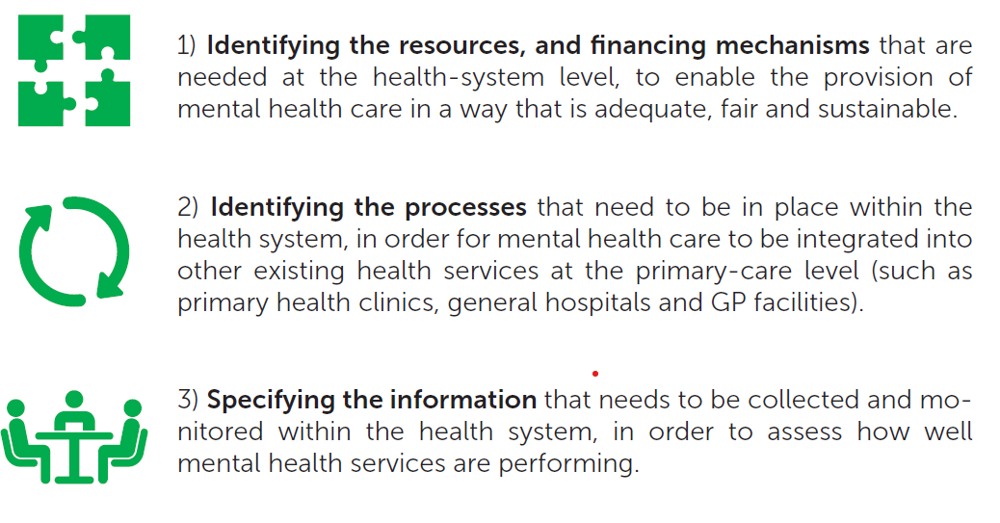 1) Identifying the resources, and financing mechanisms that are
needed at the health-system level, to enable the provision of
mental health care in a way that is adequate, fair and sustainable.
2) Identifying the processes that need to be in place within the
health system, in order for mental health care to be integrated into
other existing health services at the primary-care level (such as
primary health clinics, general hospitals and GP facilities).
3) Specifying the information that needs to be collected and mo-
nitored within the health system, in order to assess how well
mental health services are performing.